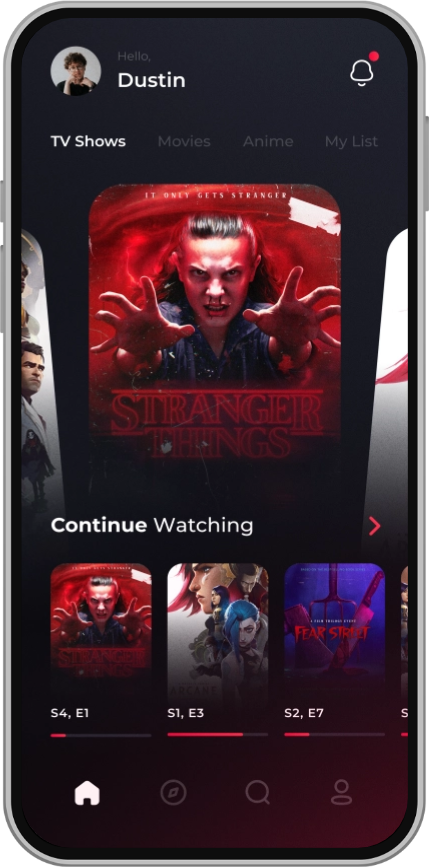 Hello,
Dustin
TV Shows Movies Anime My List
IT ONLY GETS STRANGER
STRANGER
THINGS
Continue Watching
STRANGER
ARCANE
FEAR STREET
S4, E1 S1, E3 S2, E7 S